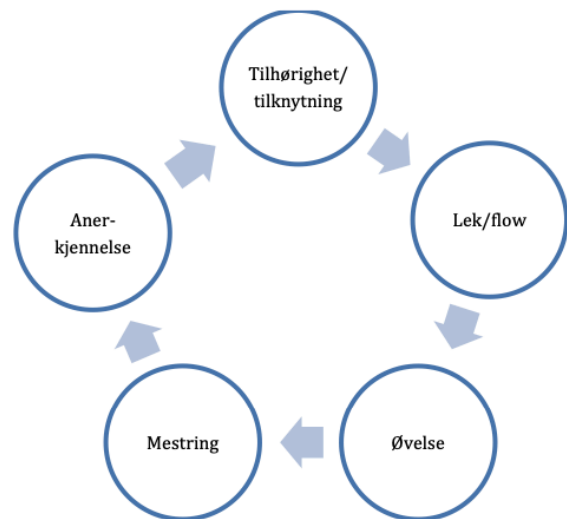 Tilhørighet/
tilknytning
Lek/flow
Øvelse
Mestring
Aner-
kjennelse